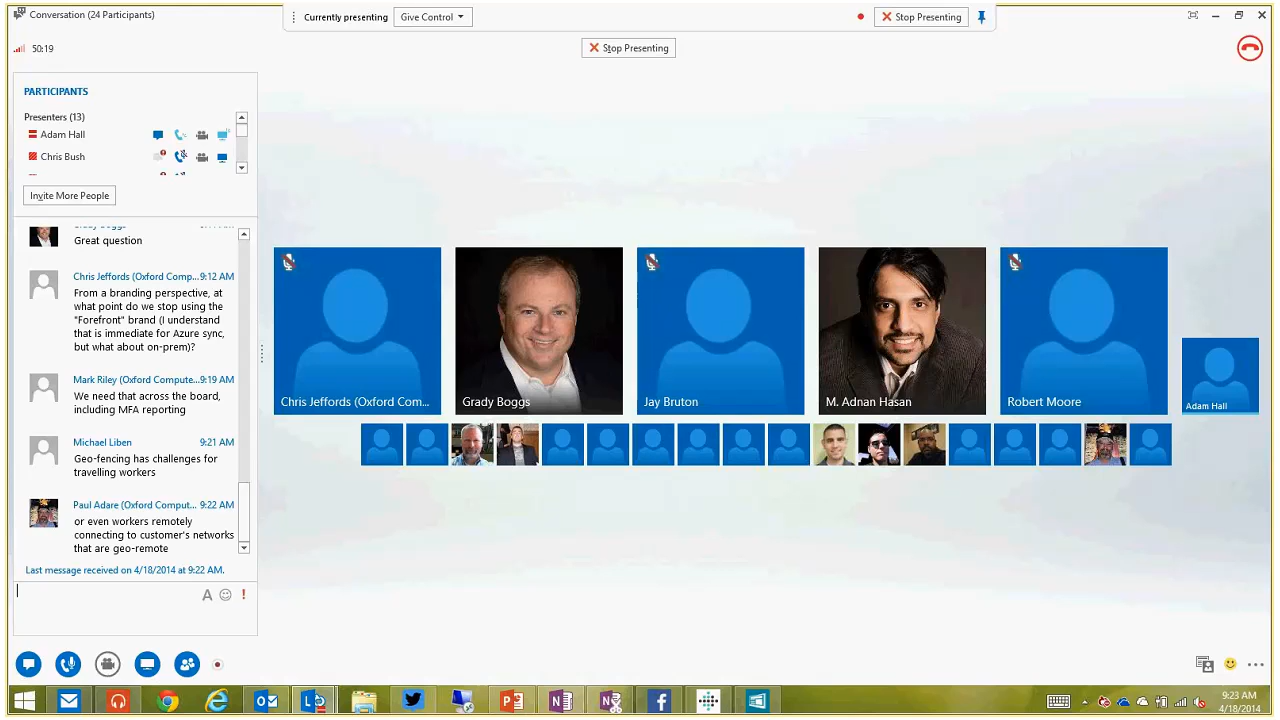 Conversation (24 Participants)
Currently presenting
Give Control
Stop Presenting
50:19
Stop Presenting
PARTICIPANTS
Presenters (13)
Adam Hall
Chris Bush
Invite More People
Great question
Chris Jeffords (Oxford Comp... 9:12 AM
From a branding perspective, at
what point do we stop using the
"Forefront" brand (I understand
that is immediate for Azure sync,
but what about on-prem)?
Mark Riley (Oxford Compute... 9:19 AM
We need that across the board,
including MFA reporting
Michael Liben 9:21 AM
Geo-fencing has challenges for
travelling workers
Paul Adare (Oxford Comput... 9:22 AM
or even workers remotely
connecting to customer's networks
that are geo-remote
Last message received on 4/18/2014 at 9:22 AM.
A
!
Chris Jeffords (Oxford Com...
Grady Boggs
Jay Bruton
M. Adnan Hasan
Robert Moore
Adam Hall
9:23 AM
4/18/2014